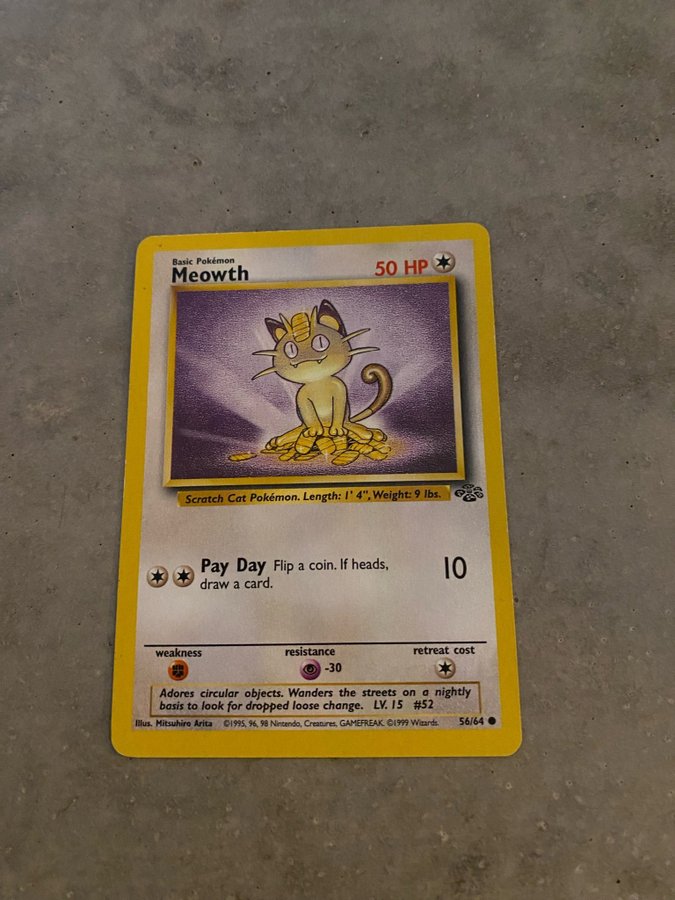 Basic Pokémon
Meowth 50 HP
Scratch Cat Pokémon. Length: 1' 4", Weight: 9 lbs.
Pay Day Flip a coin. If heads,
draw a card.
10
weakness resistance retreat cost
-30
Adores circular objects. Wanders the streets on a nightly
basis to look for dropped loose change. LV. 15 #52
Illus. Mitsuhiro Arita ©1995, 96, 98 Nintendo, Creatures, GAMEFREAK. ©1999 Wizards. 56/64